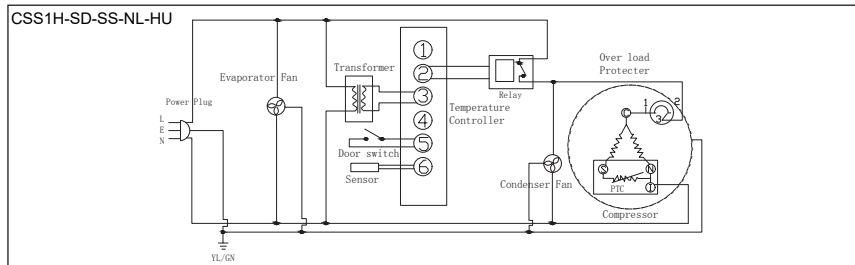 CSS1H-SD-SS-NL-HU
Over load
Protecter
Transformer
Evaporator Fan
Power Plug
L
E
N
1
2
3
4
5
6
Relay
Temperature
Controller
Door switch
Sensor
Condenser Fan
C
1
2
3
S
PTC
Compressor
YL/GN